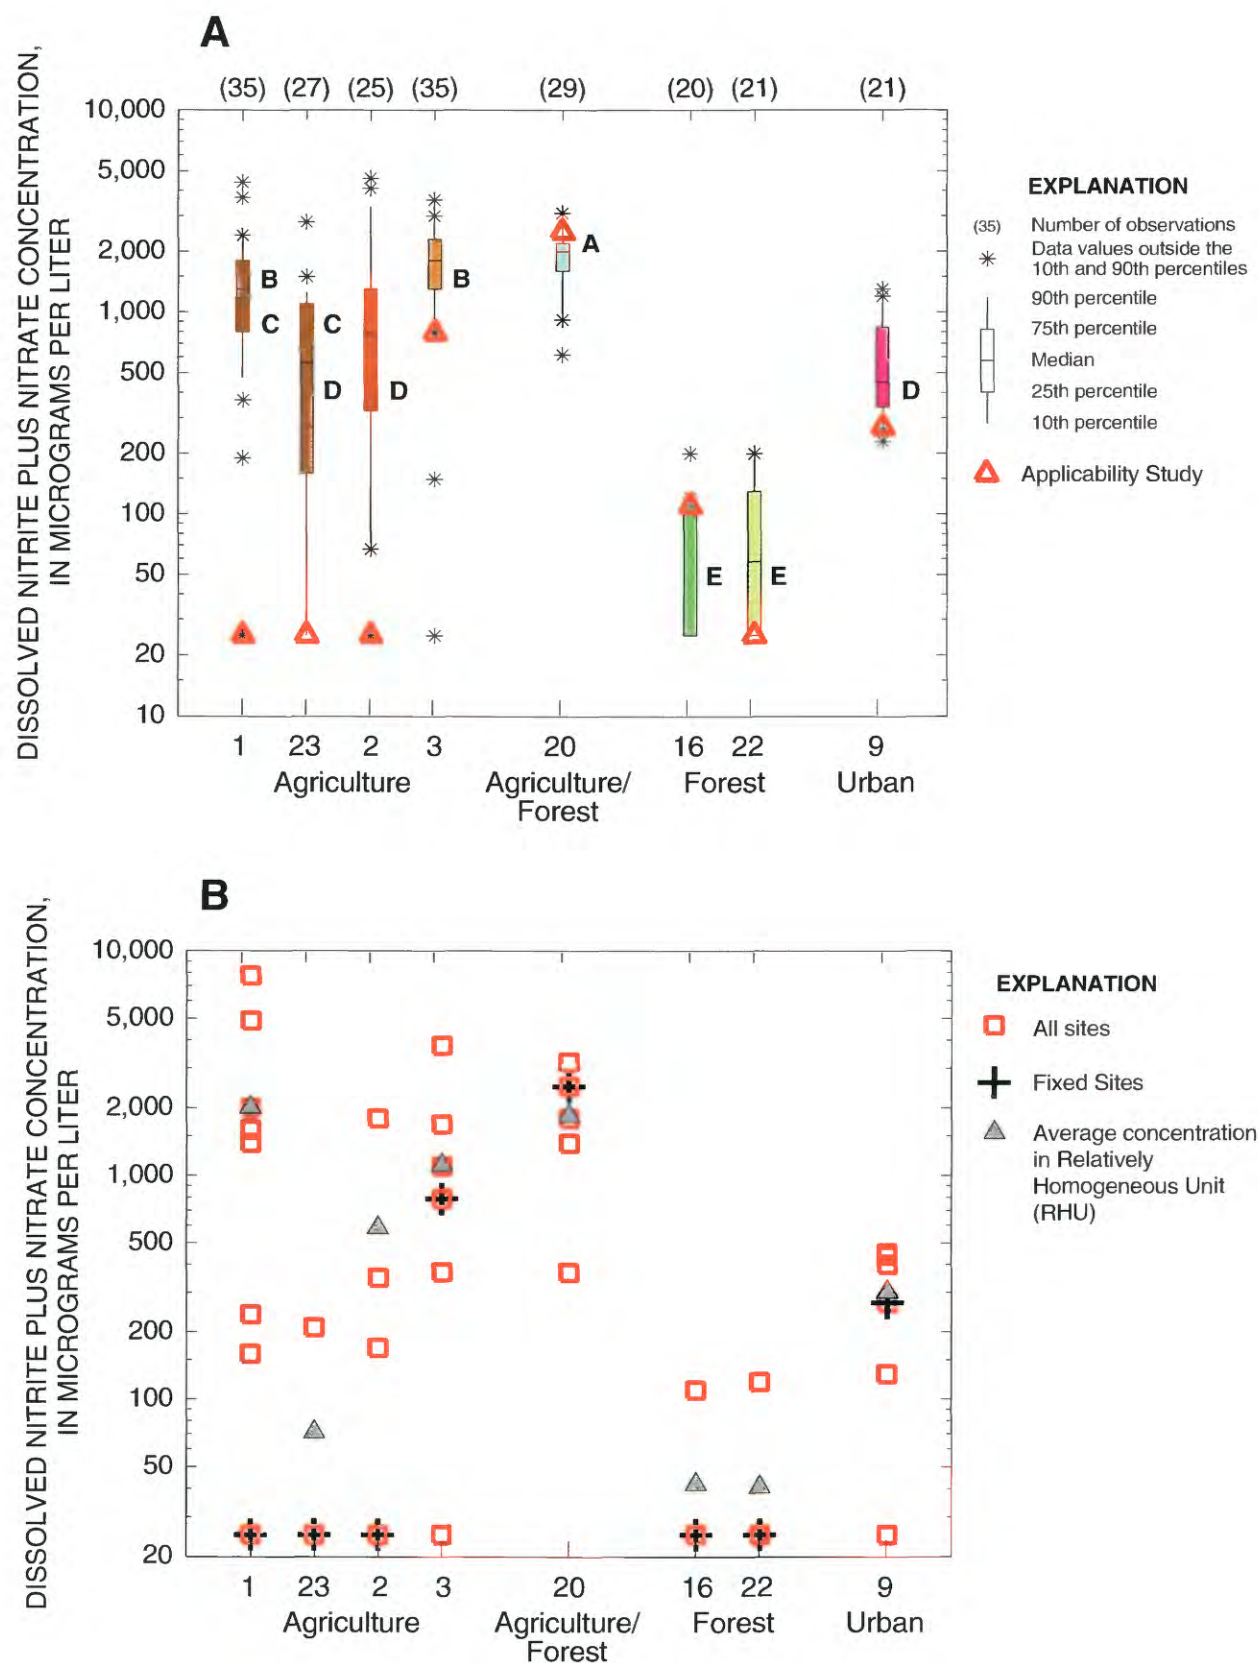 A
DISSOLVED NITRITE PLUS NITRATE CONCENTRATION,
IN MICROGRAMS PER LITER
(35) (27) (25) (35) (29) (20) (21) (21)
10,000
5,000
2,000
1,000
500
200
100
50
20
10
B
C
C
D
D
B
A
E
E
D
1 23 2 3 20 16 22 9
Agriculture Agriculture/ Forest Urban
Forest
EXPLANATION
(35) Number of observations
Data values outside the
10th and 90th percentiles
90th percentile
75th percentile
Median
25th percentile
10th percentile
Applicability Study
B
DISSOLVED NITRITE PLUS NITRATE CONCENTRATION,
IN MICROGRAMS PER LITER
10,000
5,000
2,000
1,000
500
200
100
50
20
1 23 2 3 20 16 22 9
Agriculture Agriculture/ Forest Urban
Forest
EXPLANATION
All sites
Fixed Sites
Average concentration
in Relatively
Homogeneous Unit
(RHU)